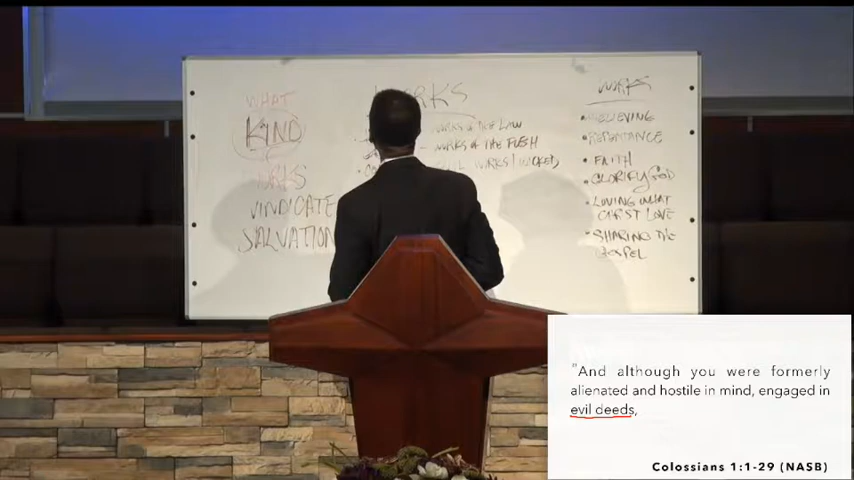 WHAT
KIND
WORKS
VINDICATE
SALVATION
WORKS
- WORKS OF THE LAW
- WORKS OF THE FLESH
WORKS / WICKED
WORKS
• BELIEVING
• REPENTANCE
• FAITH
• GLORIFY GOD
• LOVING WHAT
CHRIST LOVE
• SHARING THE
GOSPEL
"And although you were formerly
alienated and hostile in mind, engaged in
evil deeds,
Colossians 1:1-29 (NASB)